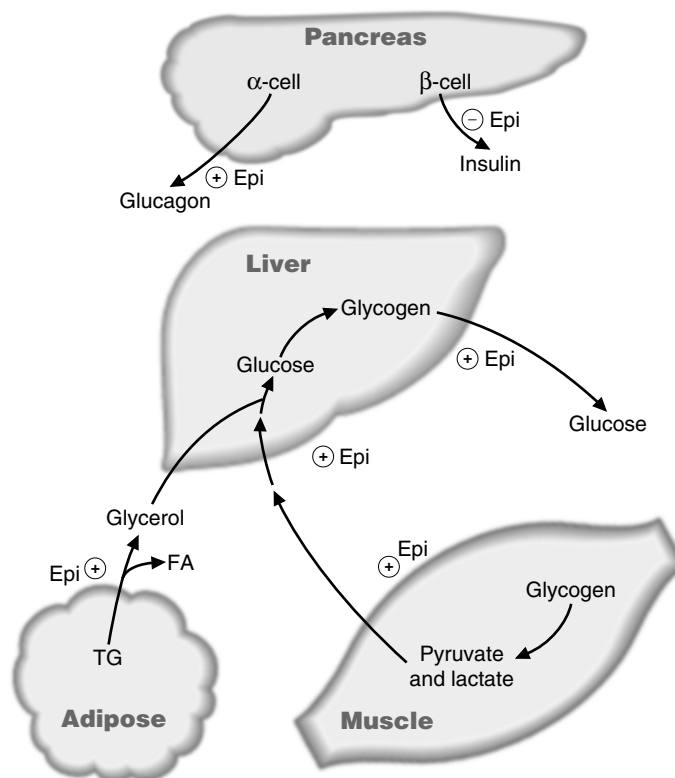 Pancreas
α-cell
β-cell
⊖ Epi
Insulin
⊕ Epi
Glucagon
Liver
Glycogen
⊕ Epi
Glucose
Glucose
⊕ Epi
Glycerol
Epi ⊕
FA
TG
Adipose
Epi
⊕
Glycogen
Pyruvate
and lactate
Muscle